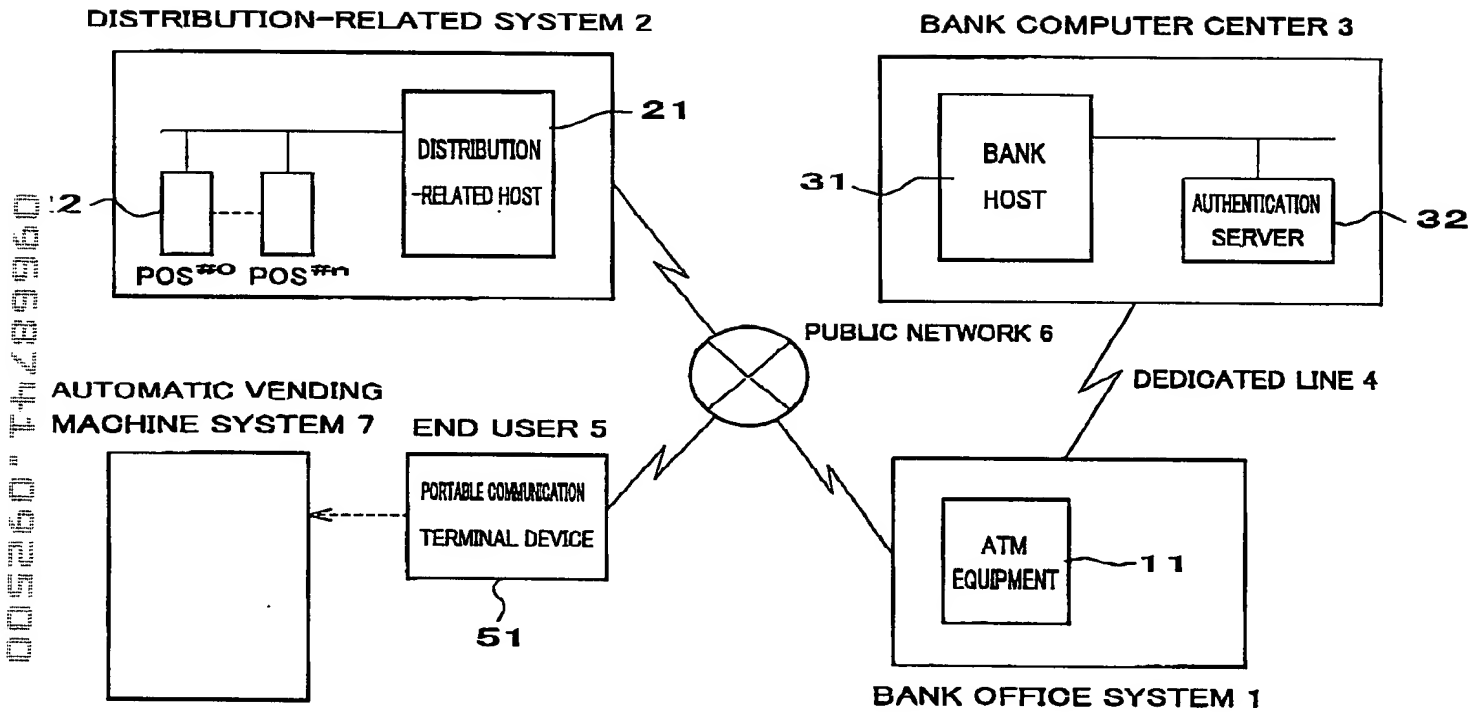 DISTRIBUTION-RELATED SYSTEM 2
BANK COMPUTER CENTER 3
21
DISTRIBUTION
-RELATED HOST
POS#0 POS#n
31
BANK
HOST
AUTHENTICATION
SERVER
32
PUBLIC NETWORK 6
DEDICATED LINE 4
AUTOMATIC VENDING
MACHINE SYSTEM 7
END USER 5
PORTABLE COMMUNICATION
TERMINAL DEVICE
51
ATM
EQUIPMENT
11
BANK OFFICE SYSTEM 1